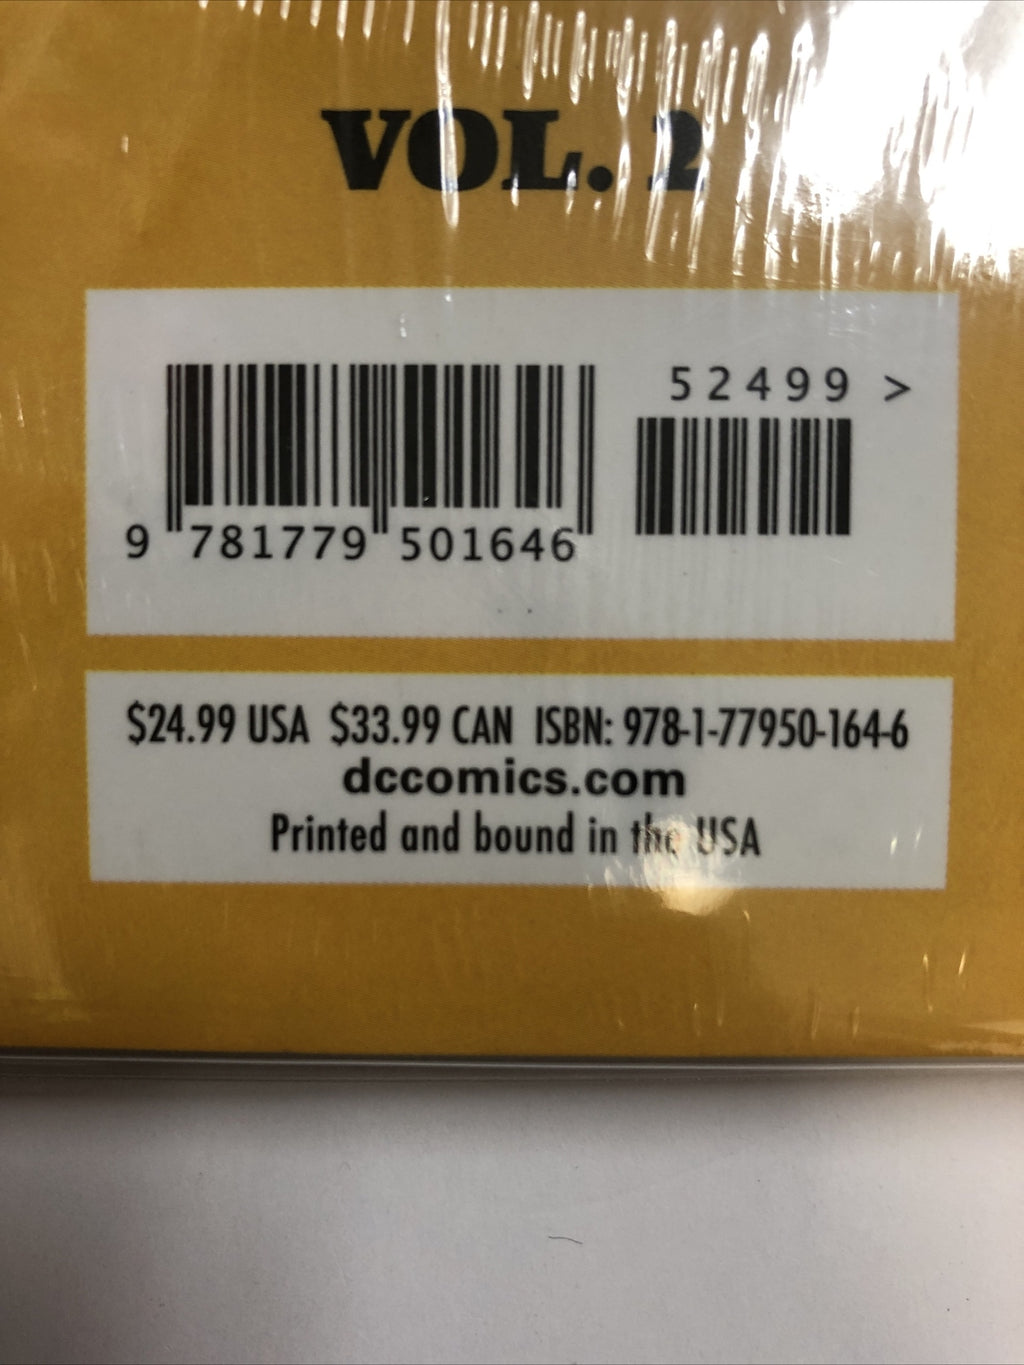 VOL. 2
52499 >
9 781779 501646
$24.99 USA $33.99 CAN ISBN: 978-1-77950-164-6
dccomics.com
Printed and bound in the USA